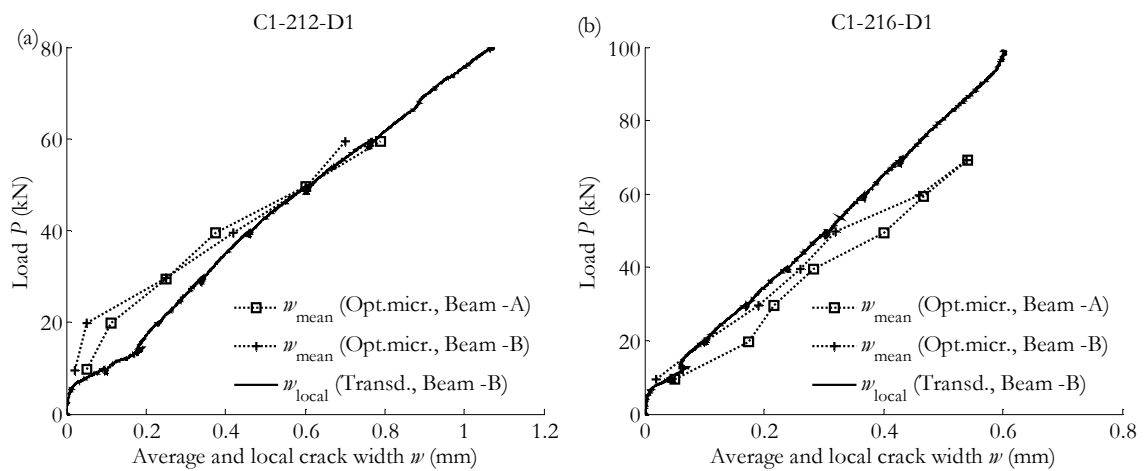 C1-212-D1
(a)
80
60
40
20
0
Load P (kN)
w_mean (Opt.micr., Beam -A)
w_mean (Opt.micr., Beam -B)
w_local (Transd., Beam -B)
0 0.2 0.4 0.6 0.8 1 1.2
Average and local crack width w (mm)
C1-216-D1
(b)
100
80
60
40
20
0
Load P (kN)
w_mean (Opt.micr., Beam -A)
w_mean (Opt.micr., Beam -B)
w_local (Transd., Beam -B)
0 0.2 0.4 0.6 0.8
Average and local crack width w (mm)